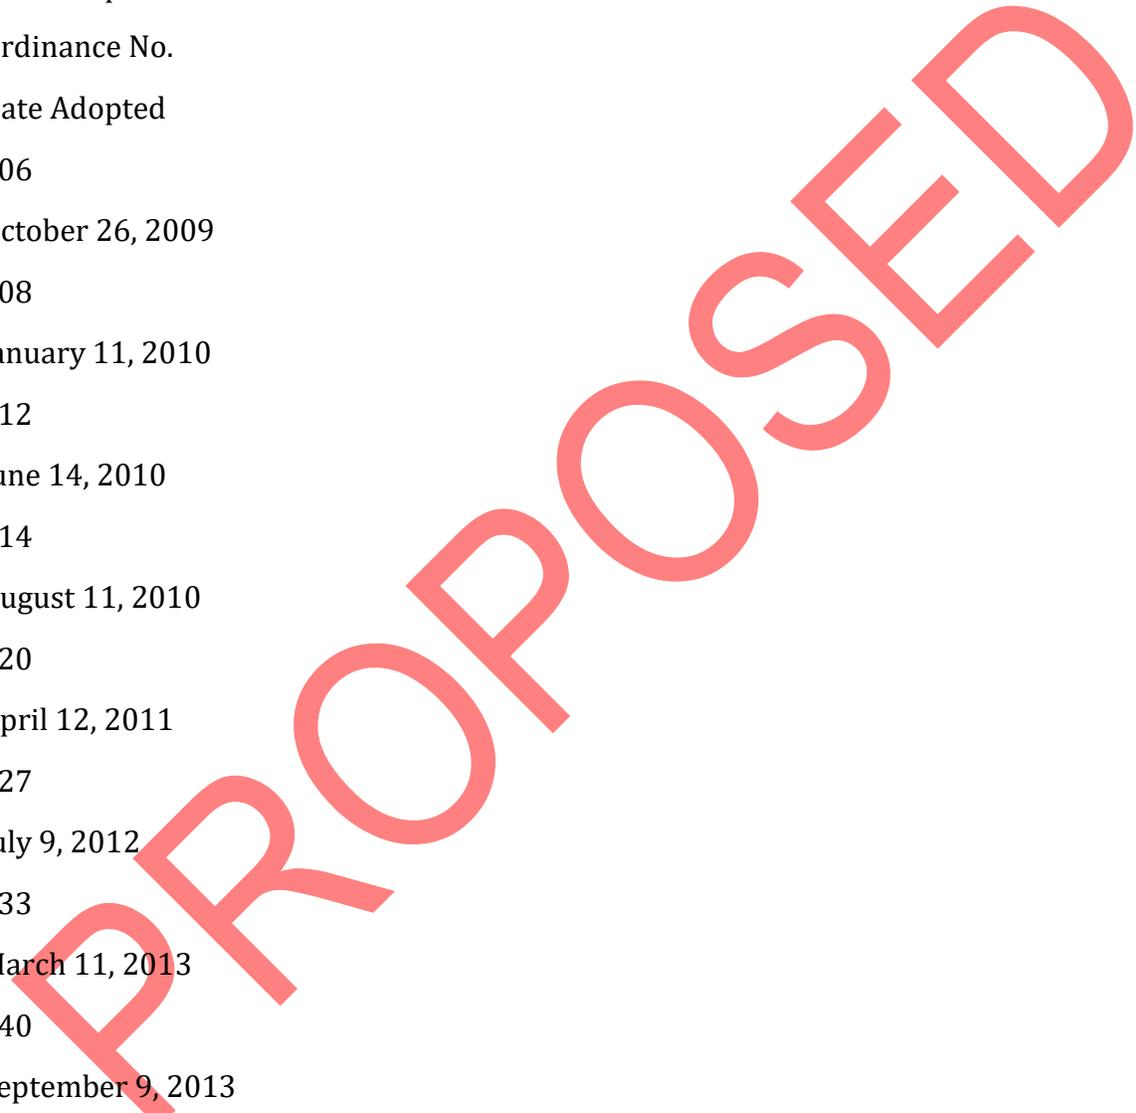 rdinance No.
ate Adopted
06
ctober 26, 2009
08
anuary 11, 2010
12
une 14, 2010
14
ugust 11, 2010
20
pril 12, 2011
27
uly 9, 2012
33
arch 11, 2013
40
eptember 9, 2013
PROPOSED